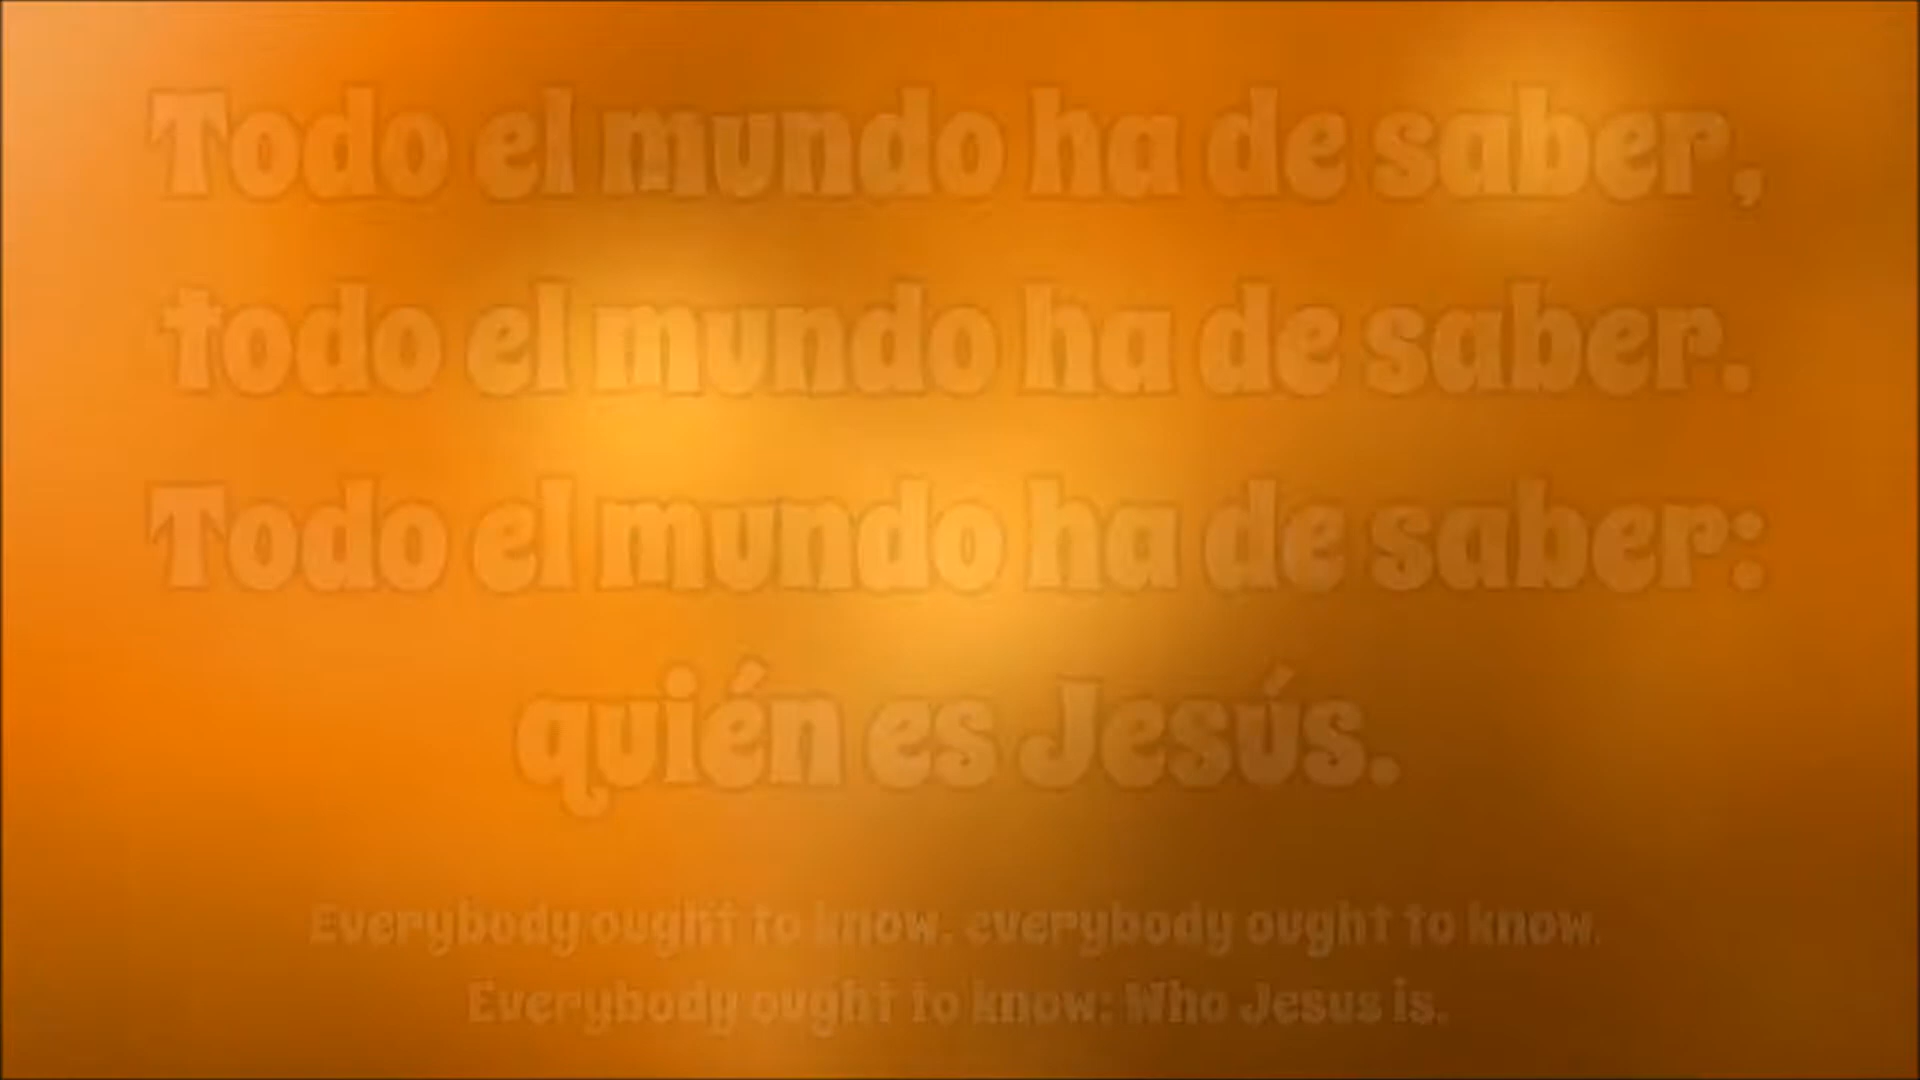 Todo el mundo ha de saber,
todo el mundo ha de saber.
Todo el mundo ha de saber:
quién es Jesús.
Everybody ought to know, everybody ought to know.
Everybody ought to know: Who Jesus is.